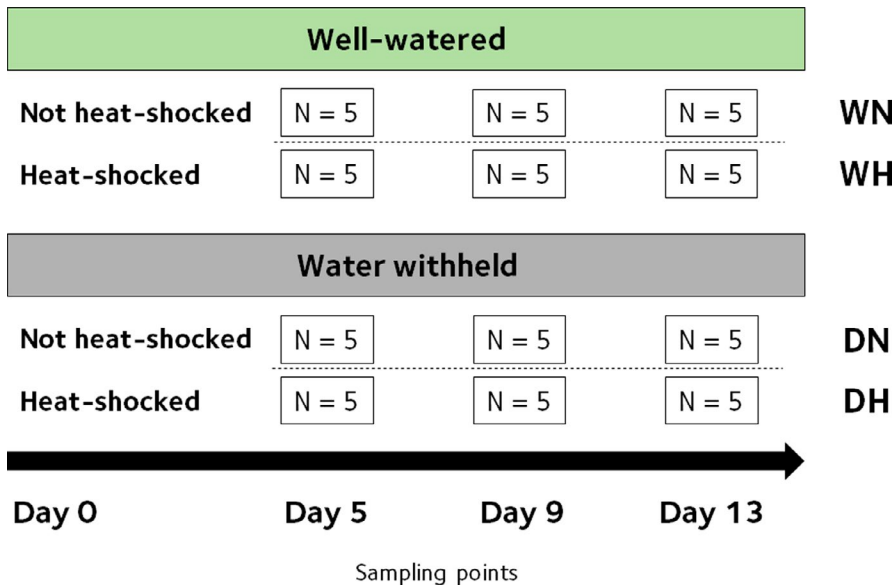 Well-watered
Not heat-shocked N = 5 N = 5 N = 5 WN
Heat-shocked N = 5 N = 5 N = 5 WH
Water withheld
Not heat-shocked N = 5 N = 5 N = 5 DN
Heat-shocked N = 5 N = 5 N = 5 DH
Day 0 Day 5 Day 9 Day 13
Sampling points